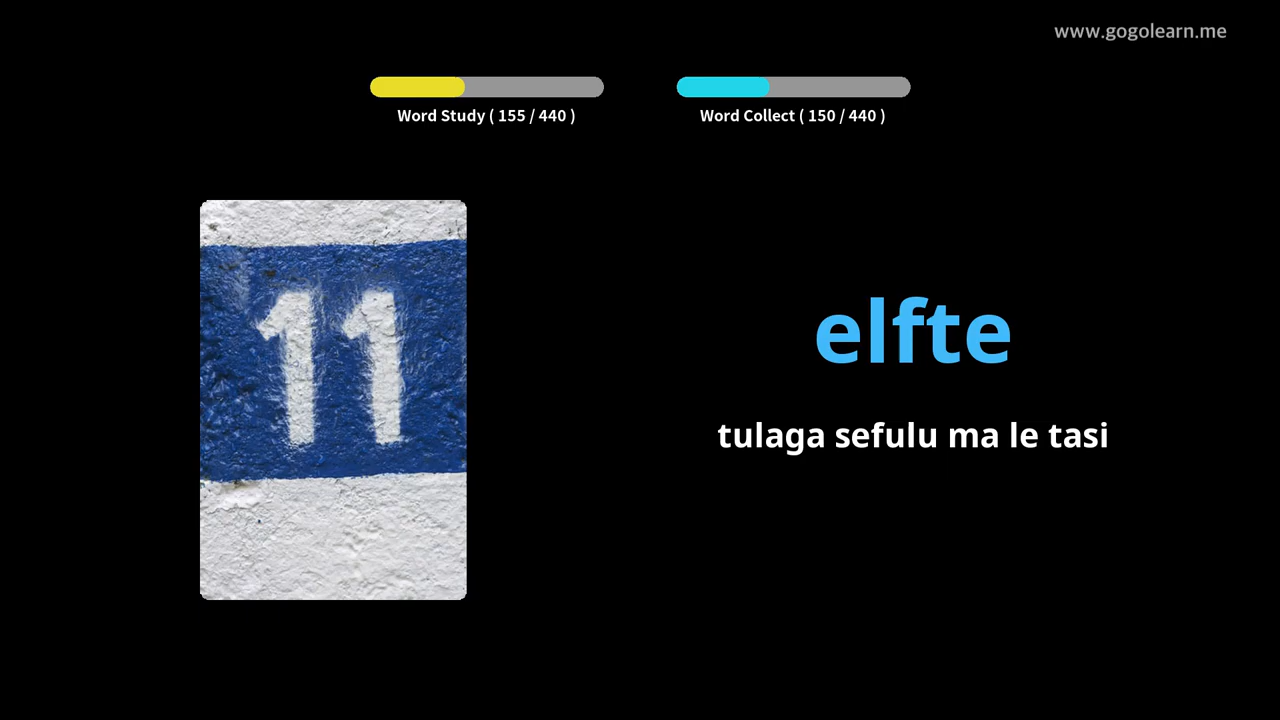 www.gogolearn.me
Word Study ( 155 / 440 )
Word Collect ( 150 / 440 )
11
elfte
tulaga sefulu ma le tasi